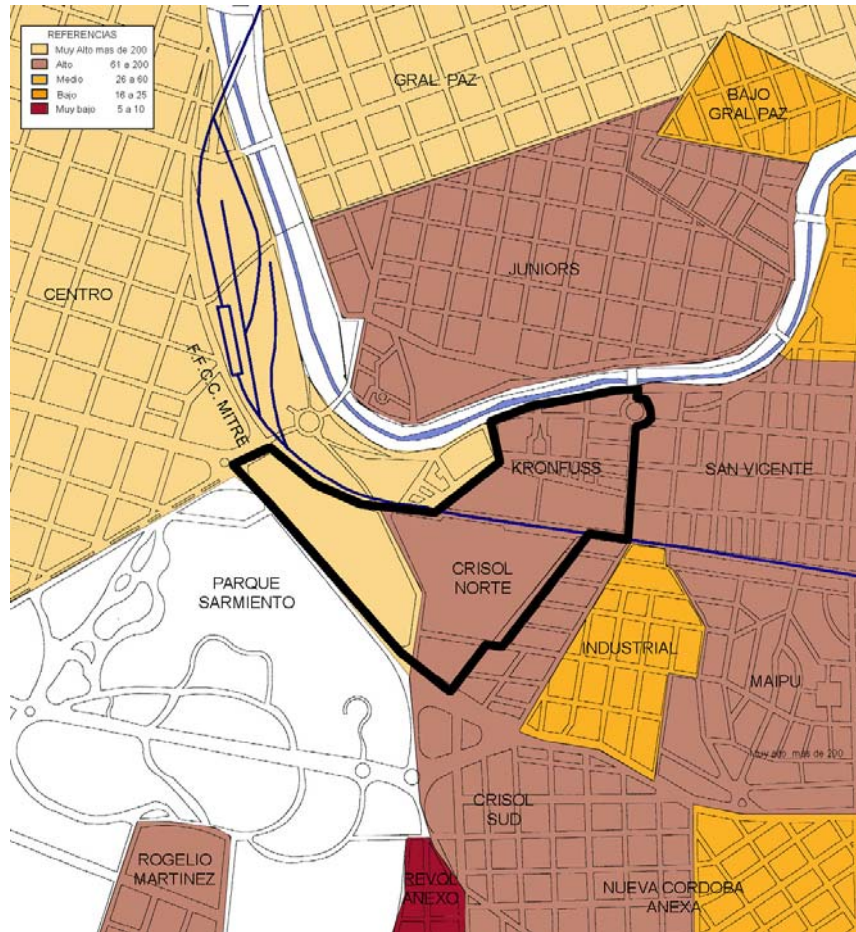 REFERENCIAS
Muy Alto mas de 200
Alto 61 a 200
Medio 26 a 60
Bajo 16 a 25
Muy bajo 5 a 10
GRAL. PAZ
BAJO
GRAL PAZ
JUNIORS
CENTRO
F.F.C.C. MITRE
KRONFUSS
SAN VICENTE
CRISOL
NORTE
PARQUE
SARMIENTO
INDUSTRIAL
MAIPU
Muy alto mas de 200
CRISOL
SUD
ROGELIO
MARTINEZ
REVOL
ANEXO
NUEVA CORDOBA
ANEXA